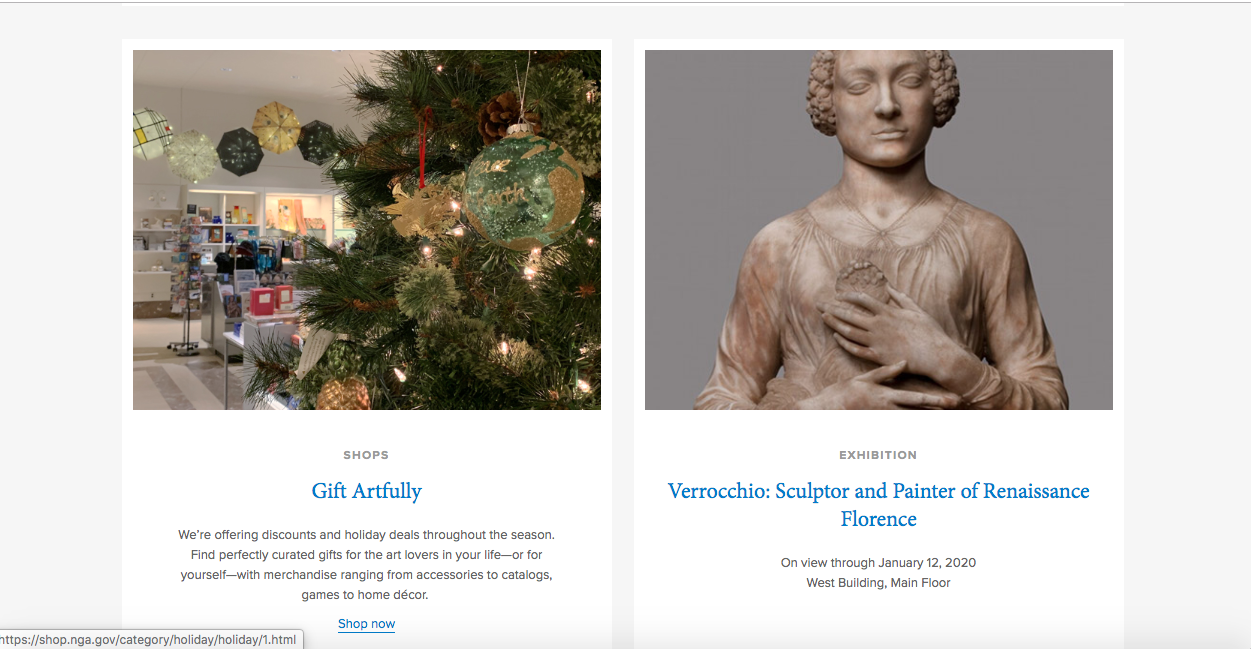 SHOPS
Gift Artfully
We’re offering discounts and holiday deals throughout the season.
Find perfectly curated gifts for the art lovers in your life—or for
yourself—with merchandise ranging from accessories to catalogs,
games to home décor.
Shop now
EXHIBITION
Verrocchio: Sculptor and Painter of Renaissance
Florence
On view through January 12, 2020
West Building, Main Floor
https://shop.nga.gov/category/holiday/holiday/1.html